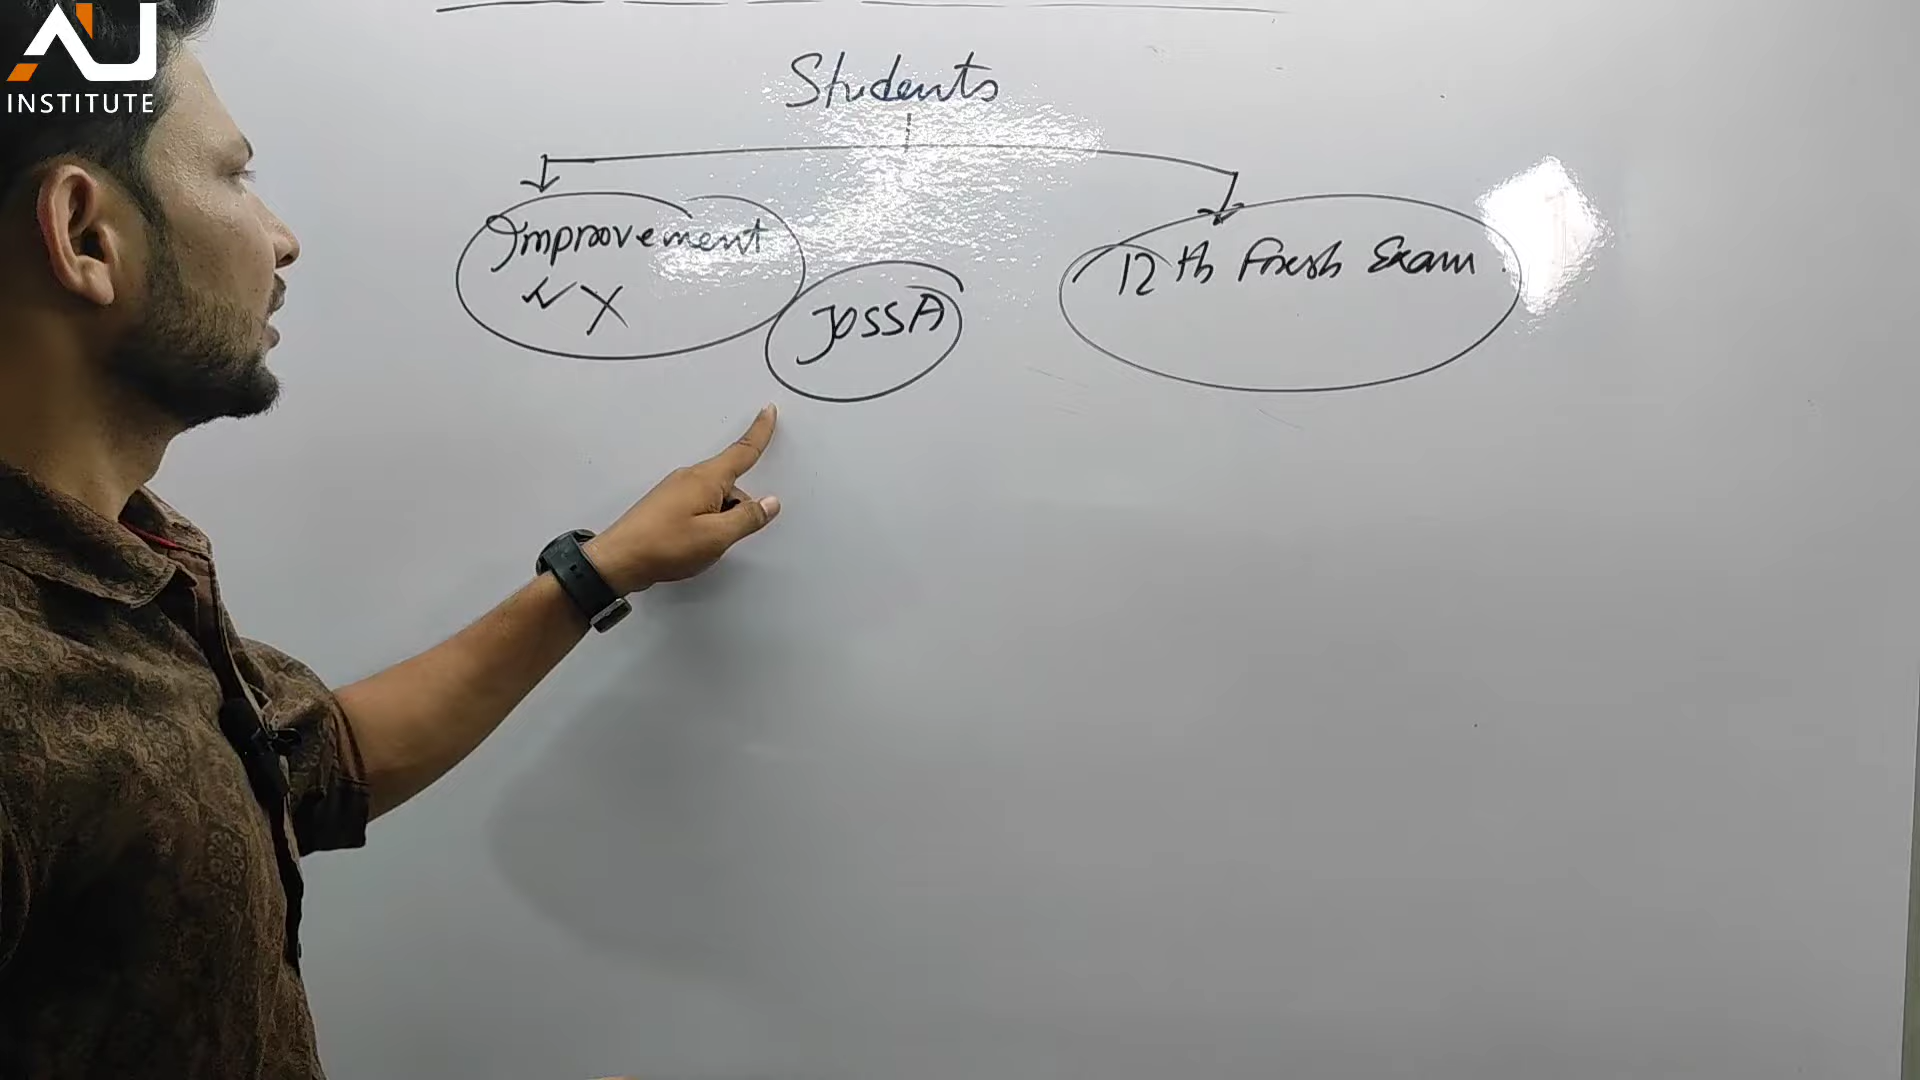 AU
INSTITUTE
Students
Improvement
JOSSA
12th Fresh Exam